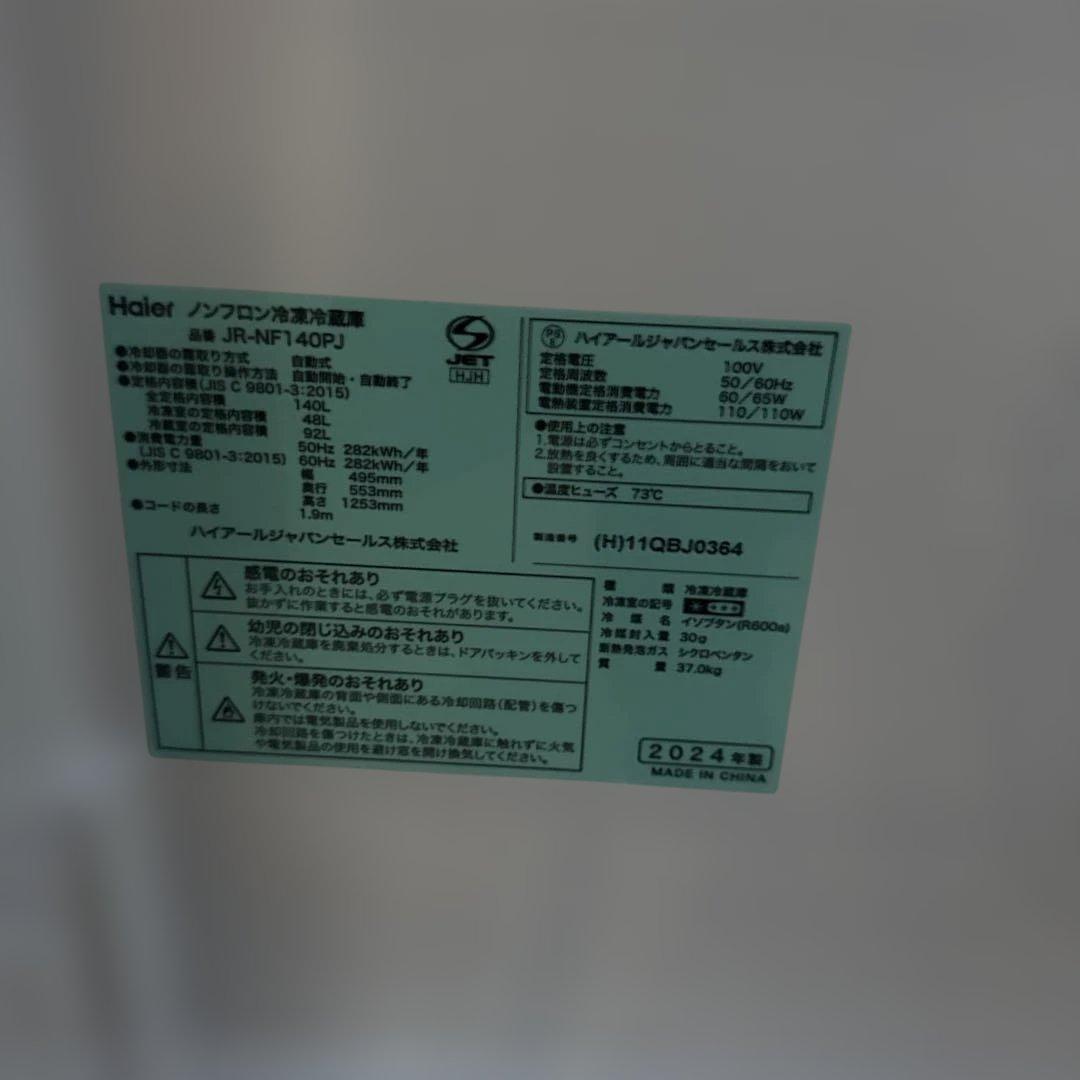 Haier ノンフロン冷凍冷蔵庫
品番 JR-NF140PJ
●冷却器の霜取り方式 自動式
●冷却器の霜取り操作方法 自動開始・自動終了
●定格内容積(JIS C 9801-3:2015)
全定格内容積 140L
冷凍室の定格内容積 48L
冷蔵室の定格内容積 92L
●消費電力量 50Hz 282kWh/年
(JIS C 9801-3:2015) 60Hz 282kWh/年
●外形寸法 幅 495mm
奥行 553mm
高さ 1253mm
●コードの長さ 1.9m
ハイアールジャパンセールス株式会社
JET
HJH
PS
E ハイアールジャパンセールス株式会社
定格電圧 100V
定格周波数 50/60Hz
電動機定格消費電力 60/65W
電熱装置定格消費電力 110/110W
●使用上の注意
1.電源は必ずコンセントからとること。
2.放熱を良くするため、周囲に適当な間隔をおいて
設置すること。
●温度ヒューズ 73℃
製造番号 (H)11QBJ0364
警告
感電のおそれあり
お手入れのときには、必ず電源プラグを抜いてください。
抜かずに作業すると感電のおそれがあります。
幼児の閉じ込みのおそれあり
冷凍冷蔵庫を廃棄処分するときは、ドアパッキンを外して
ください。
発火・爆発のおそれあり
冷凍冷蔵庫の背面や側面にある冷却回路(配管)を傷つ
けないでください。
庫内では電気製品を使用しないでください。
冷却回路を傷つけたときは、冷凍冷蔵庫に触れずに火気
や電気製品の使用を避け窓を開け換気してください。
種類 冷凍冷蔵庫
冷凍室の記号
冷媒名 イソブタン(R600a)
冷媒封入量 30g
断熱発泡ガス シクロペンタン
質量 37.0kg
2024年製
MADE IN CHINA